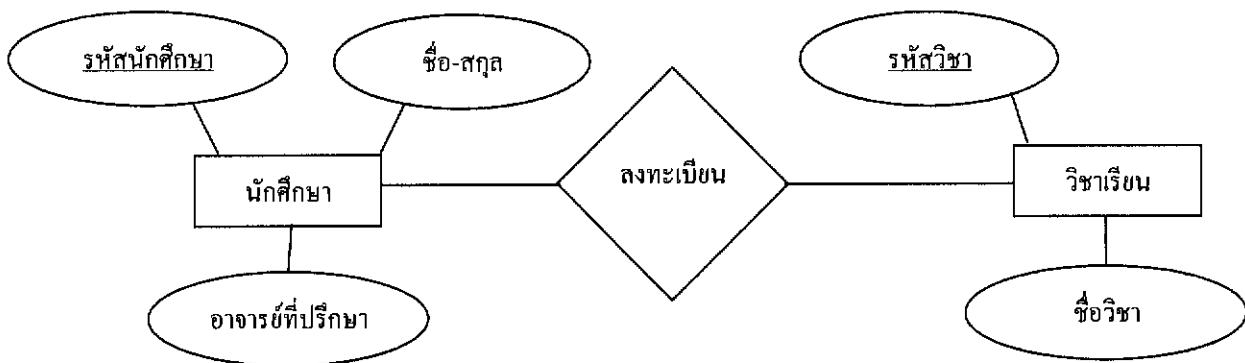 รหัสนักศึกษา
ชื่อ-สกุล
รหัสวิชา
นักศึกษา
ลงทะเบียน
วิชาเรียน
อาจารย์ที่ปรึกษา
ชื่อวิชา